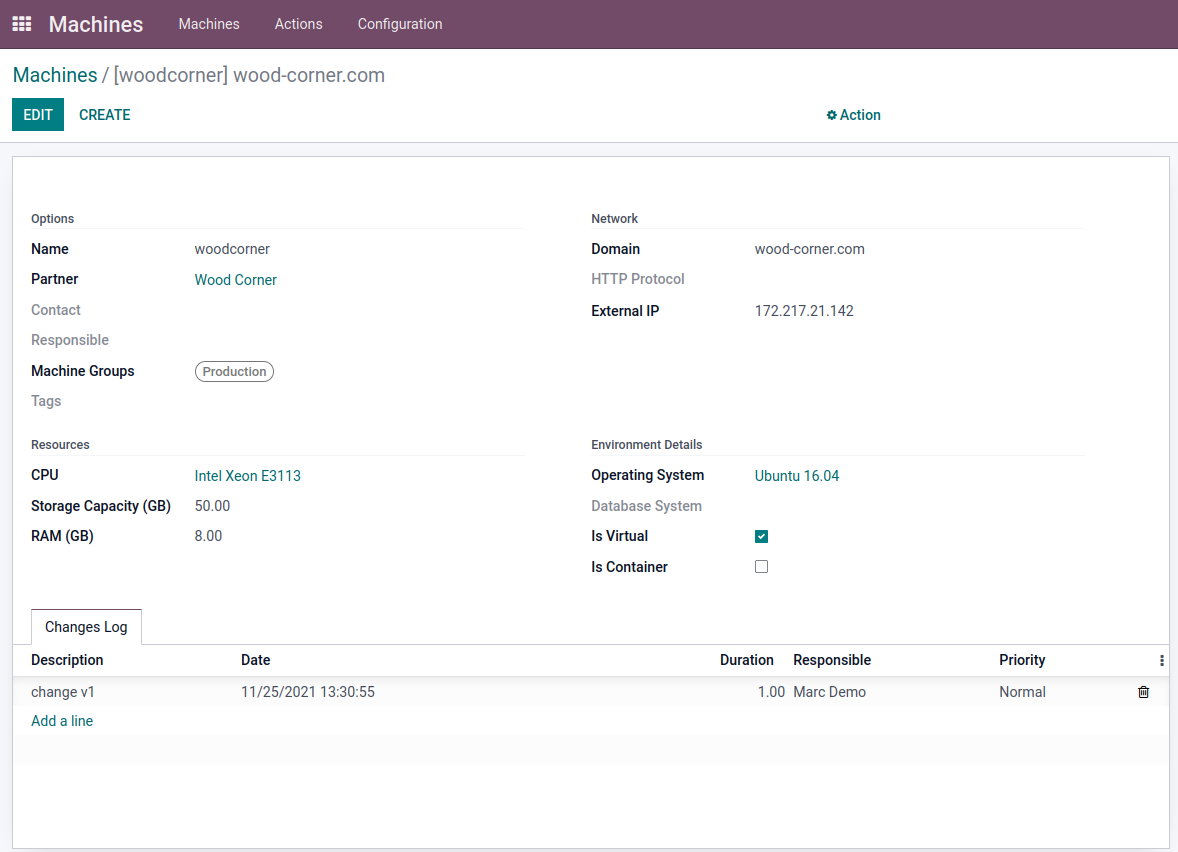 Machines Machines Actions Configuration
Machines / [woodcorner] wood-corner.com
EDIT CREATE Action
Options
Name woodcorner
Partner Wood Corner
Contact
Responsible
Machine Groups Production
Tags
Network
Domain wood-corner.com
HTTP Protocol
External IP 172.217.21.142
Resources
CPU Intel Xeon E3113
Storage Capacity (GB) 50.00
RAM (GB) 8.00
Environment Details
Operating System Ubuntu 16.04
Database System
Is Virtual
Is Container
Changes Log
Description Date Duration Responsible Priority
change v1 11/25/2021 13:30:55 1.00 Marc Demo Normal
Add a line